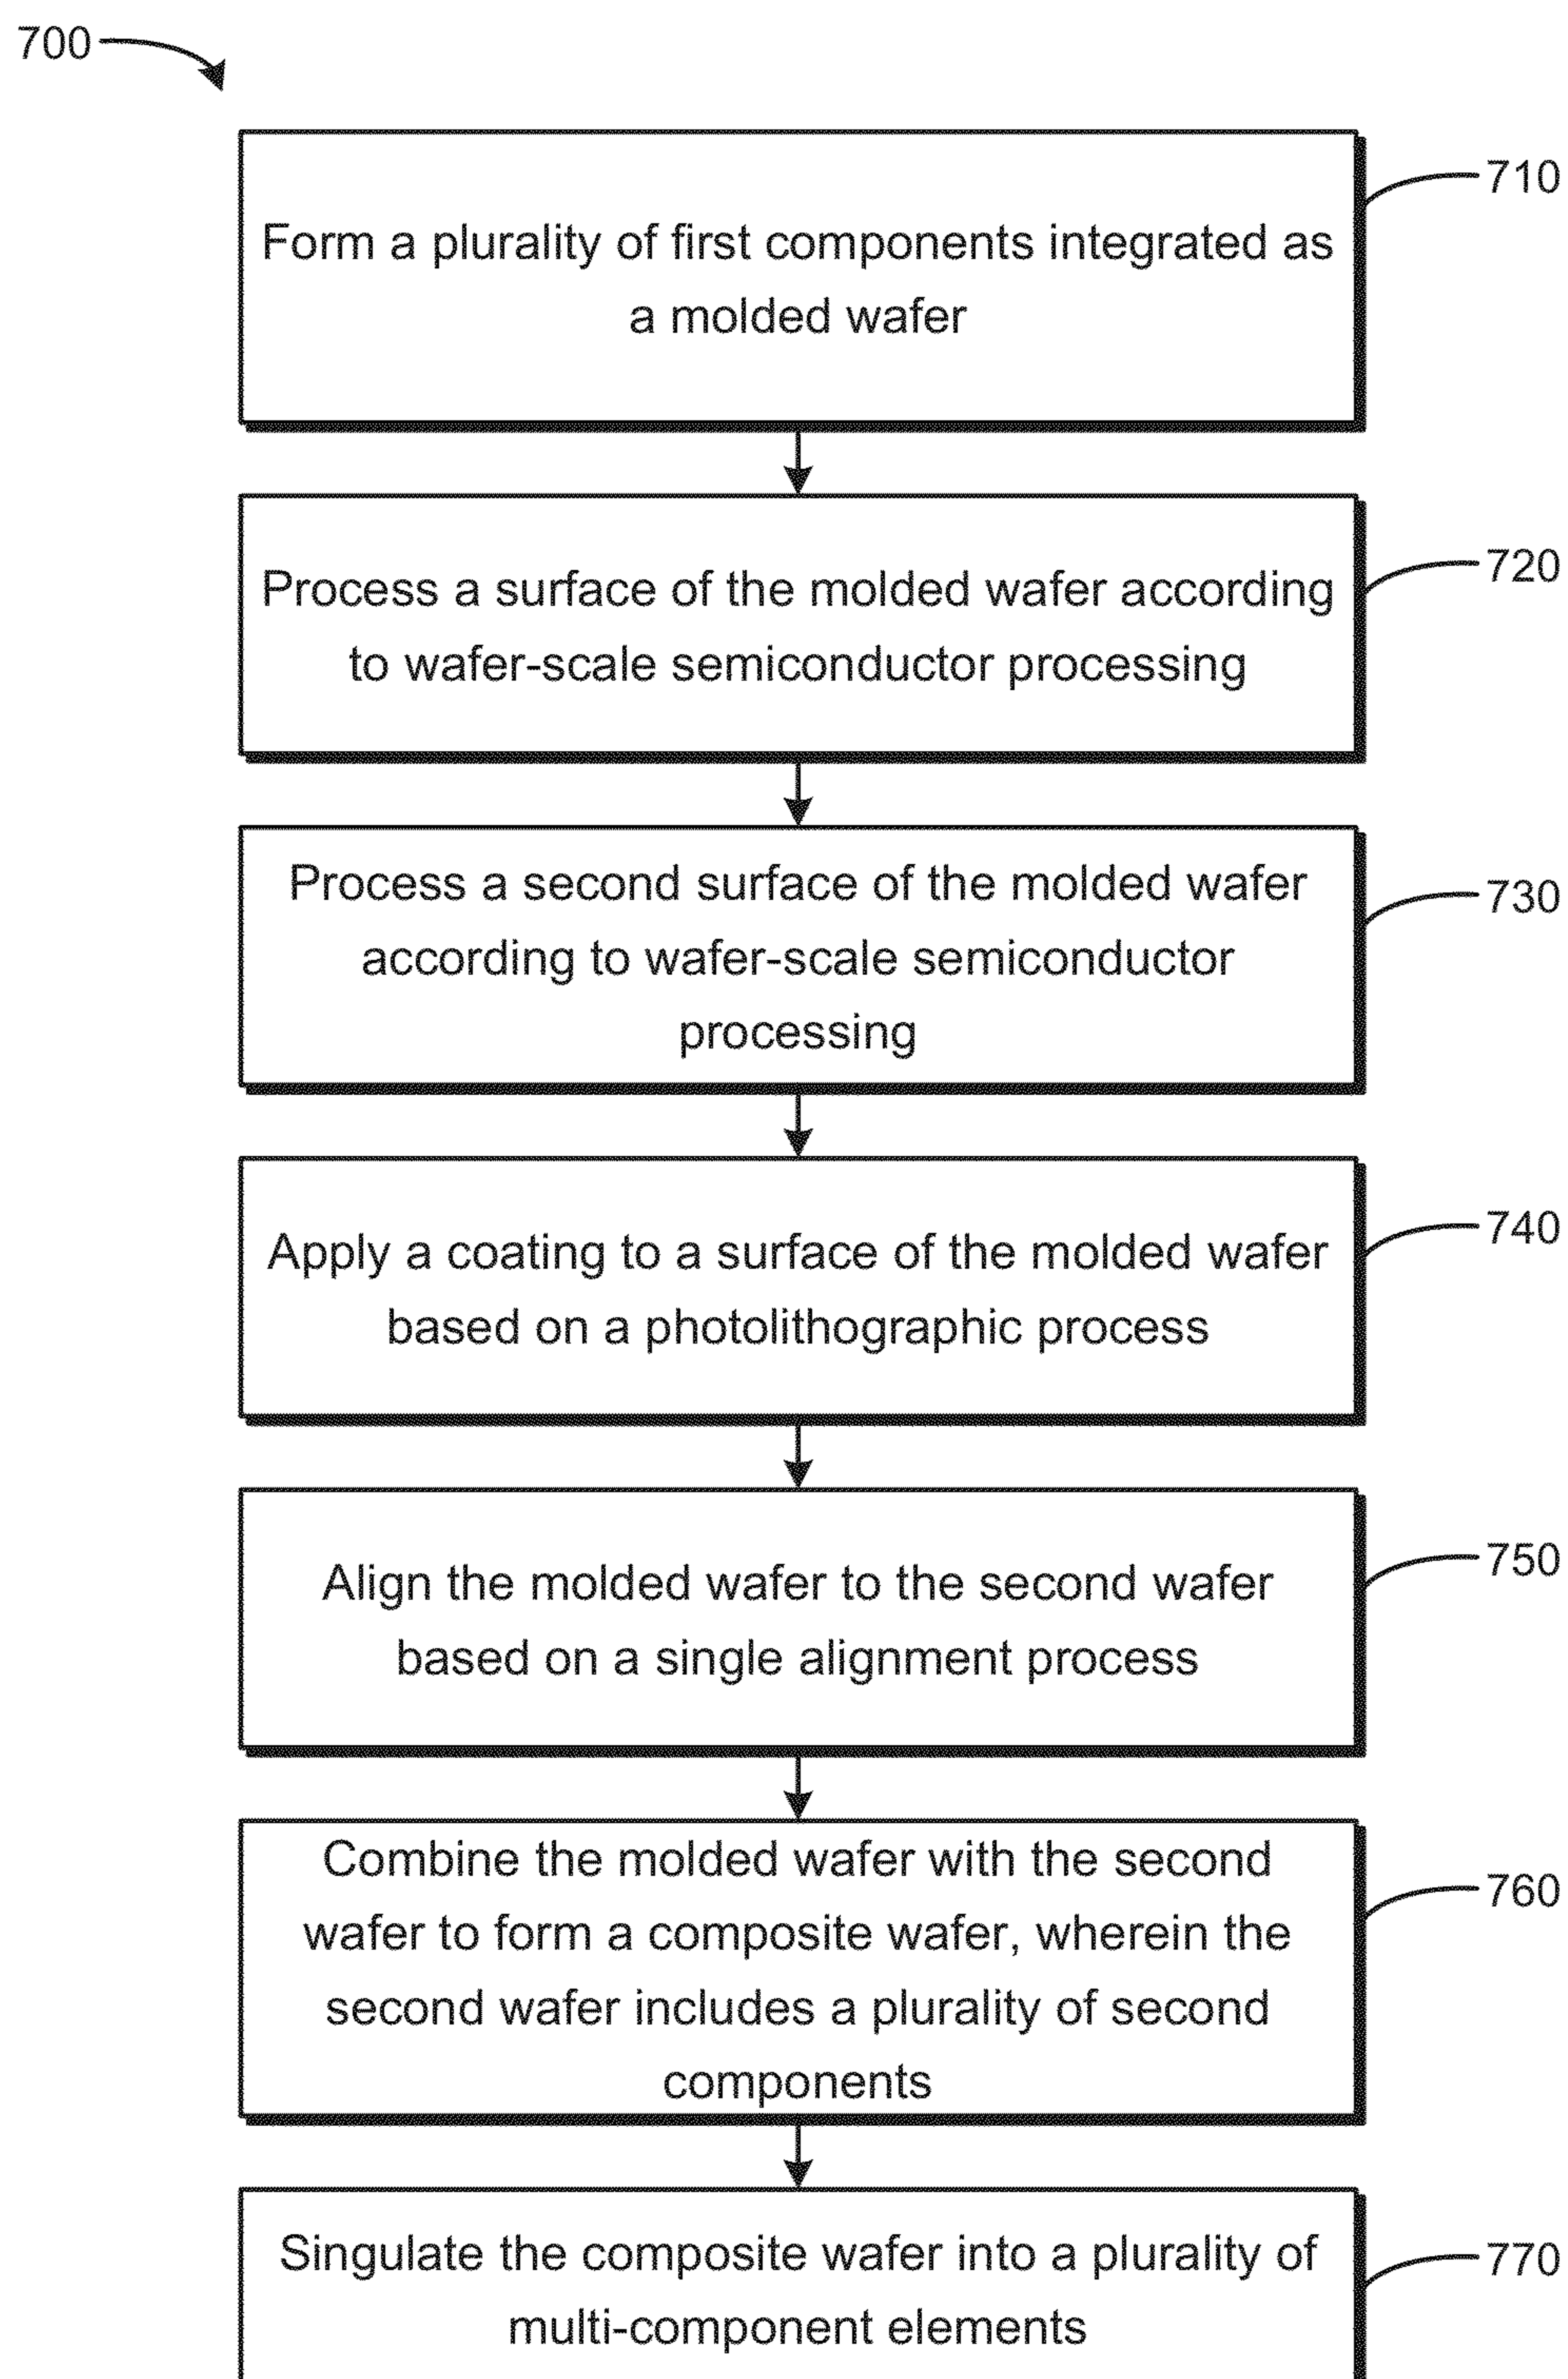 700
710
Form a plurality of first components integrated as
a molded wafer
720
Process a surface of the molded wafer according
to wafer-scale semiconductor processing
730
Process a second surface of the molded wafer
according to wafer-scale semiconductor
processing
740
Apply a coating to a surface of the molded wafer
based on a photolithographic process
750
Align the molded wafer to the second wafer
based on a single alignment process
760
Combine the molded wafer with the second
wafer to form a composite wafer, wherein the
second wafer includes a plurality of second
components
770
Singulate the composite wafer into a plurality of
multi-component elements